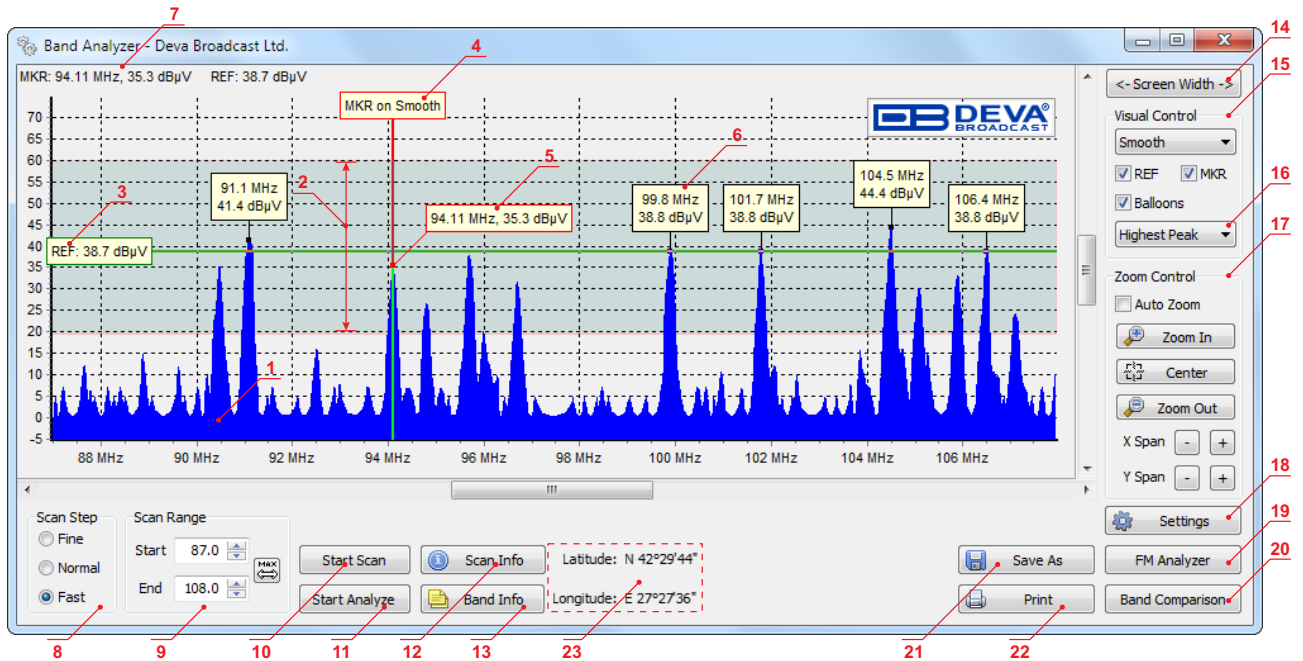 7
14
Band Analyzer - Deva Broadcast Ltd.
4
15
MKR: 94.11 MHz, 35.3 dBµV REF: 38.7 dBµV
<- Screen Width ->
MKR on Smooth
DEVA
BROADCAST
Visual Control
Smooth
REF
MKR
Balloons
Highest Peak
16
17
70
65
60
55
50
45
40
35
30
25
20
15
10
5
0
-5
3
2
5
6
1
REF: 38.7 dBµV
91.1 MHz
41.4 dBµV
94.11 MHz, 35.3 dBµV
99.8 MHz
38.8 dBµV
101.7 MHz
38.8 dBµV
104.5 MHz
44.4 dBµV
106.4 MHz
38.8 dBµV
Zoom Control
Auto Zoom
Zoom In
Center
Zoom Out
X Span - +
Y Span - +
88 MHz 90 MHz 92 MHz 94 MHz 96 MHz 98 MHz 100 MHz 102 MHz 104 MHz 106 MHz
18
Settings
19
FM Analyzer
20
Band Comparison
Scan Step
Fine
Normal
Fast
Scan Range
Start 87.0
End 108.0
MAX
Start Scan
Start Analyze
Scan Info
Band Info
Latitude: N 42°29'44"
Longitude: E 27°27'36"
Save As
Print
8 9 10 11 12 13 23 21 22